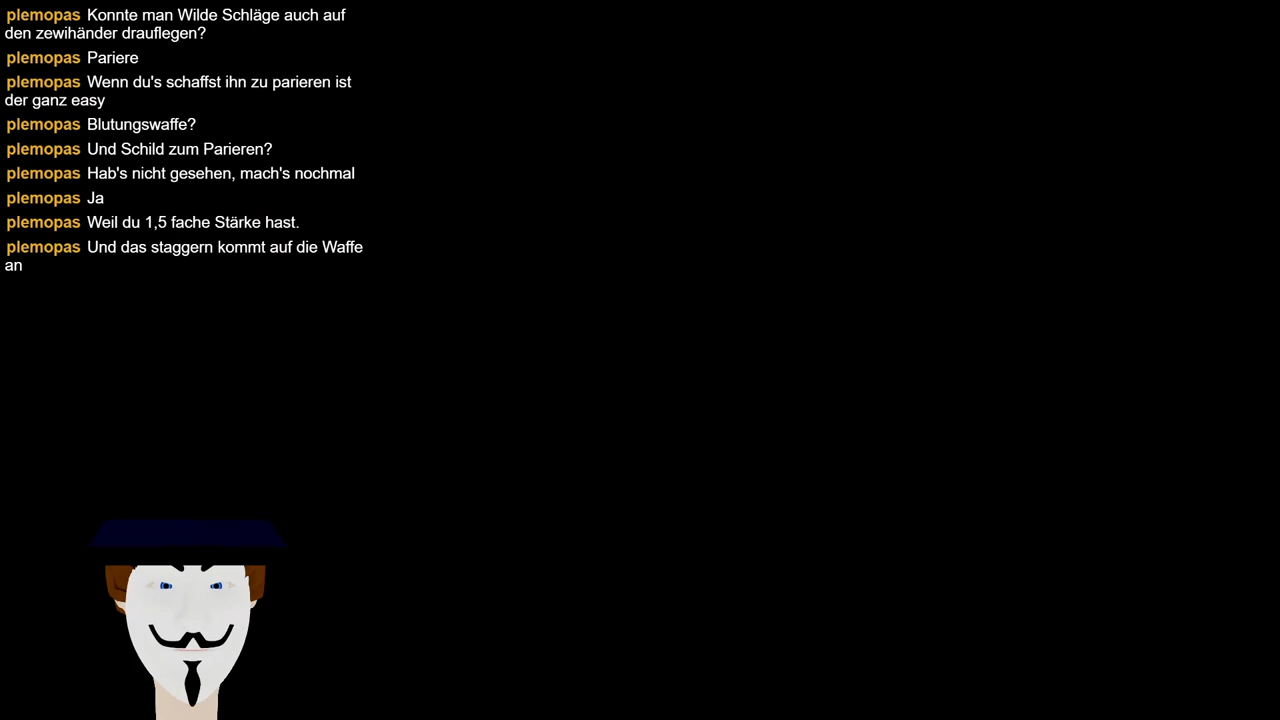 plemopas Konnte man Wilde Schläge auch auf
den zewihänder drauflegen?
plemopas Pariere
plemopas Wenn du's schaffst ihn zu parieren ist
der ganz easy
plemopas Blutungswaffe?
plemopas Und Schild zum Parieren?
plemopas Hab's nicht gesehen, mach's nochmal
plemopas Ja
plemopas Weil du 1,5 fache Stärke hast.
plemopas Und das staggern kommt auf die Waffe
an